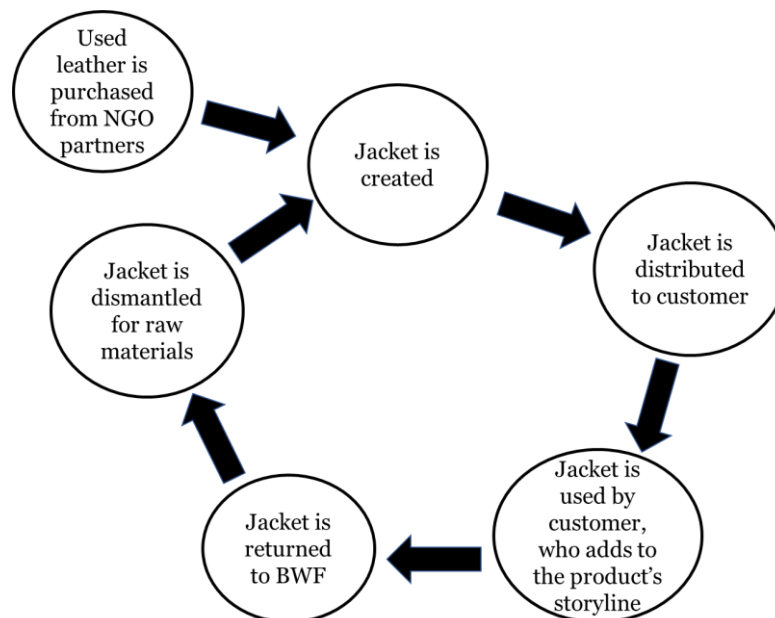 Used
leather is
purchased
from NGO
partners
Jacket is
created
Jacket is
distributed
to customer
Jacket is
used by
customer,
who adds to
the product’s
storyline
Jacket is
returned
to BWF
Jacket is
dismantled
for raw
materials